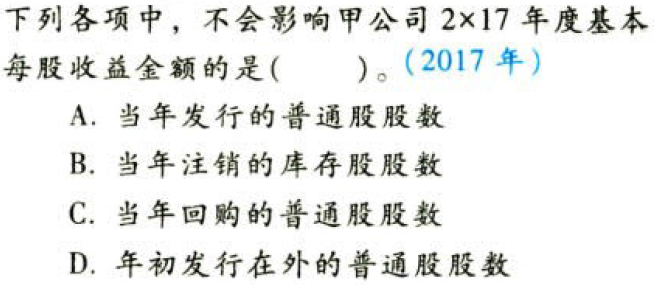 下列各项中，不会影响甲公司 2×17 年度基本
每股收益金额的是(　　)。(2017 年)
A. 当年发行的普通股股数
B. 当年注销的库存股股数
C. 当年回购的普通股股数
D. 年初发行在外的普通股股数